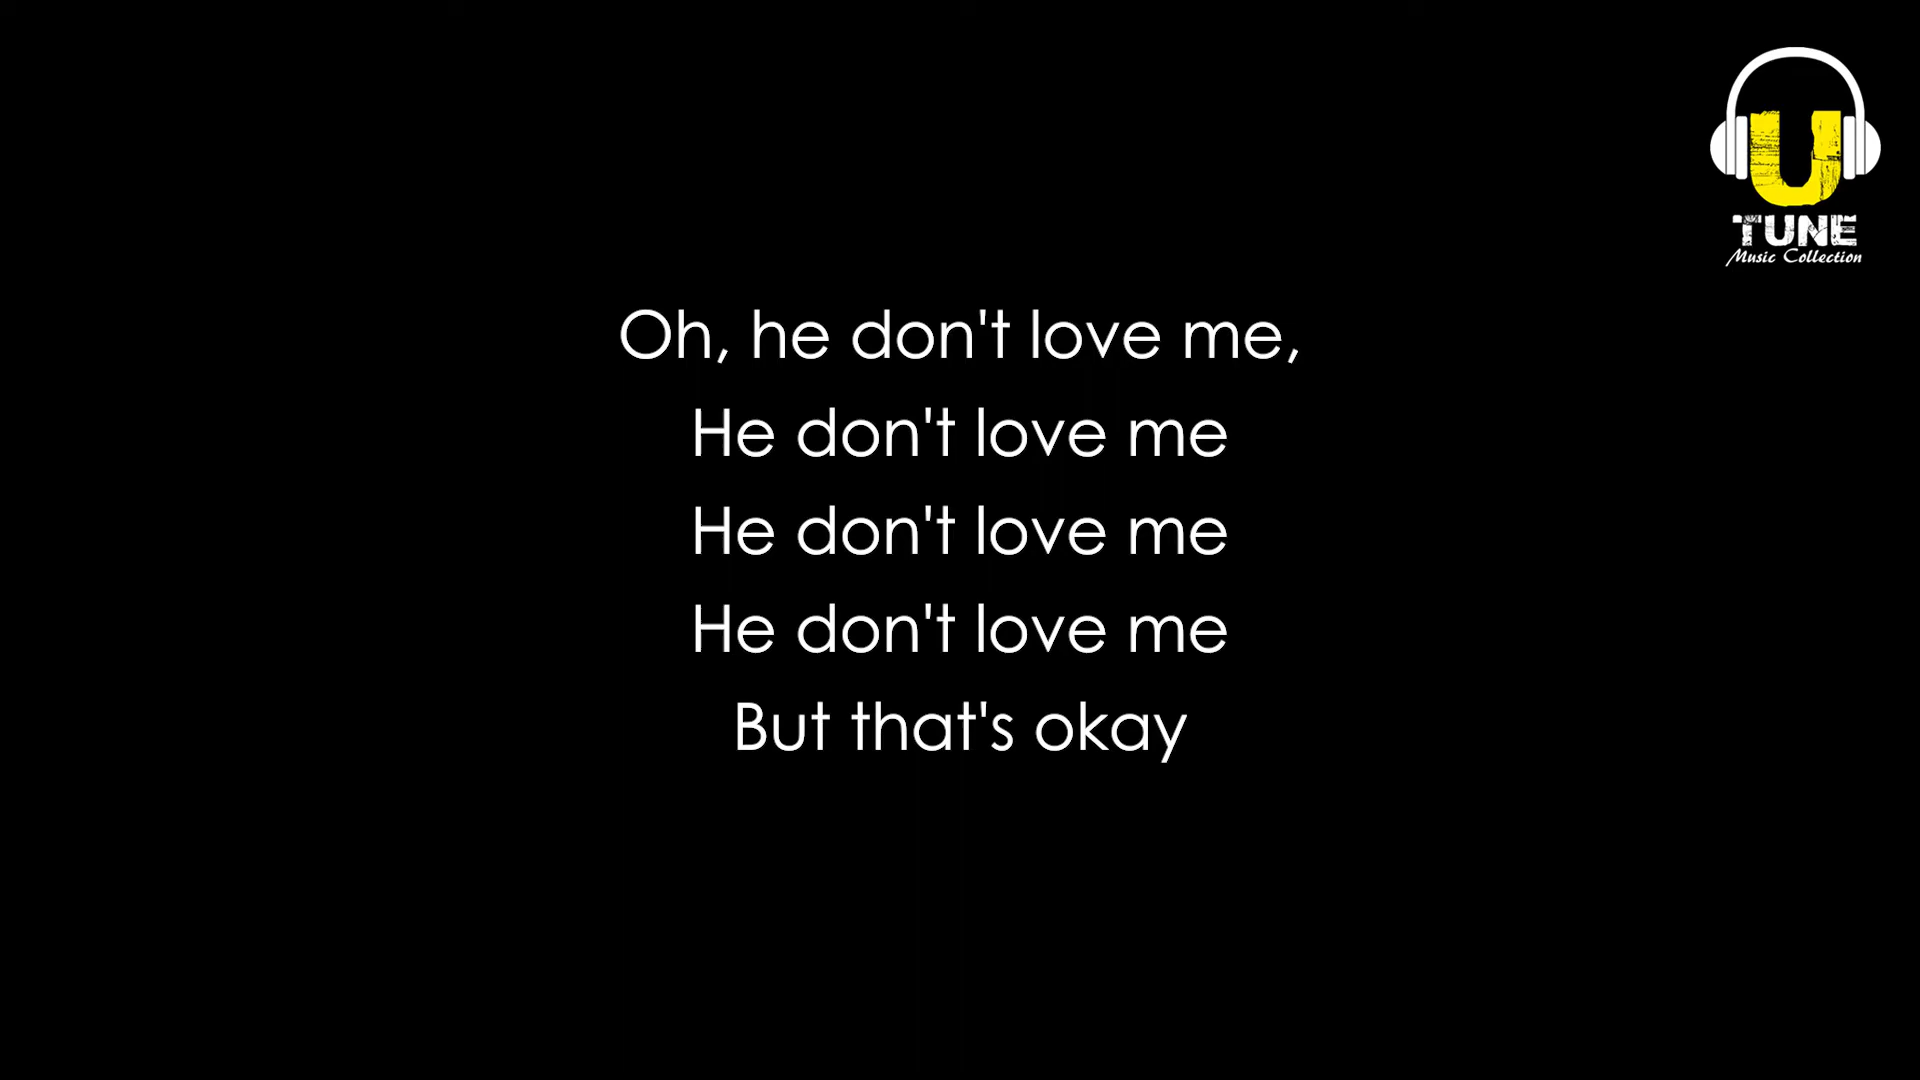 U
TUNE
Music Collection
Oh, he don't love me,
He don't love me
He don't love me
He don't love me
But that's okay